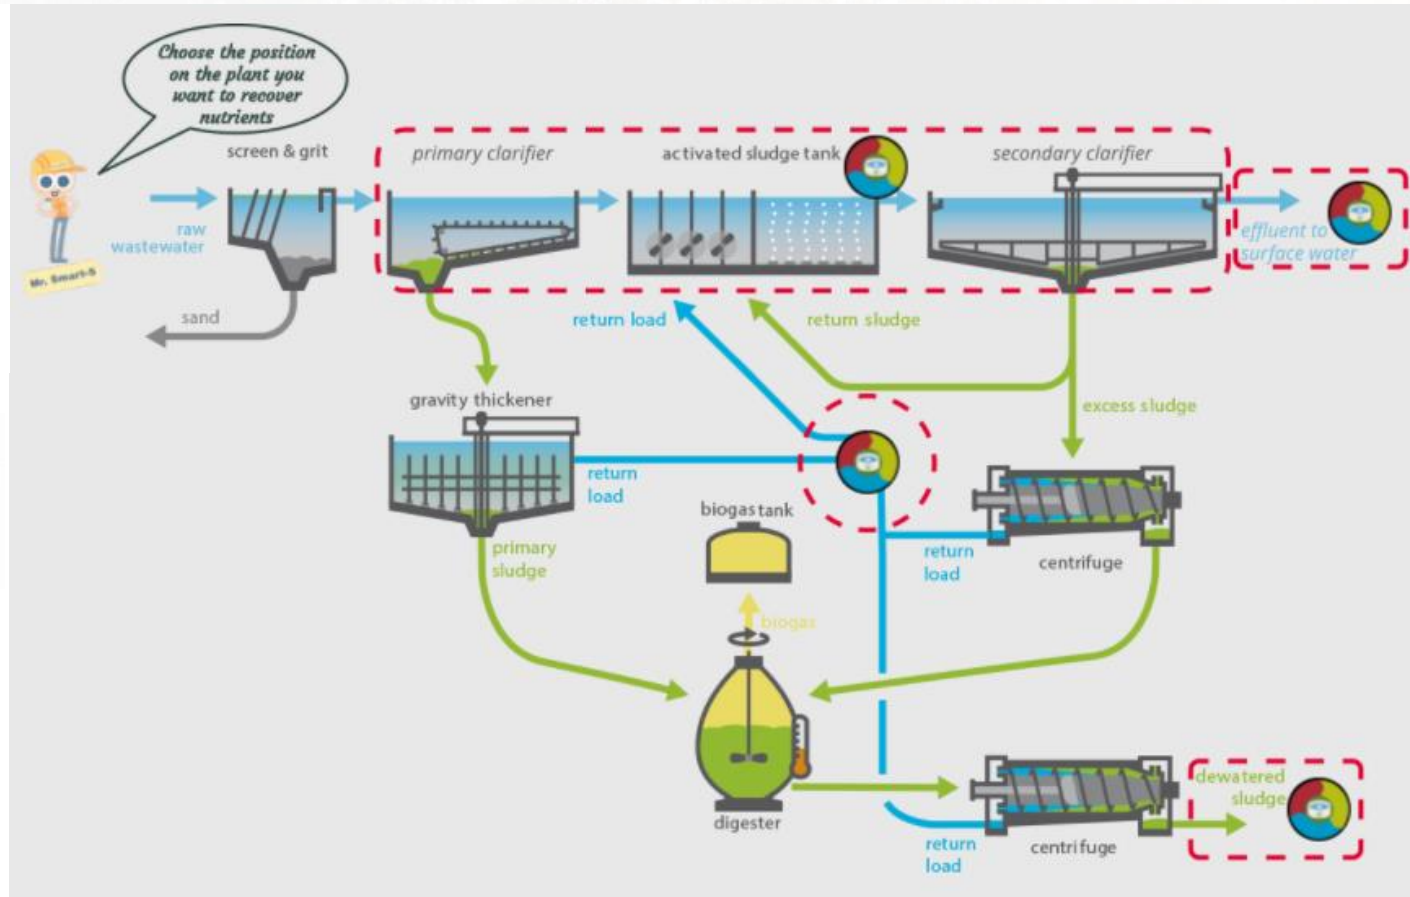 Choose the position
on the plant you
want to recover
nutrients
screen & grit
primary clarifier
activated sludge tank
secondary clarifier
raw
wastewater
effluent to
surface water
Mr. Smart-S
sand
return load
return sludge
gravity thickener
excess sludge
return
load
biogas tank
primary
sludge
return
load
centrifuge
biogas
dewatered
sludge
digester
return
load
centrifuge